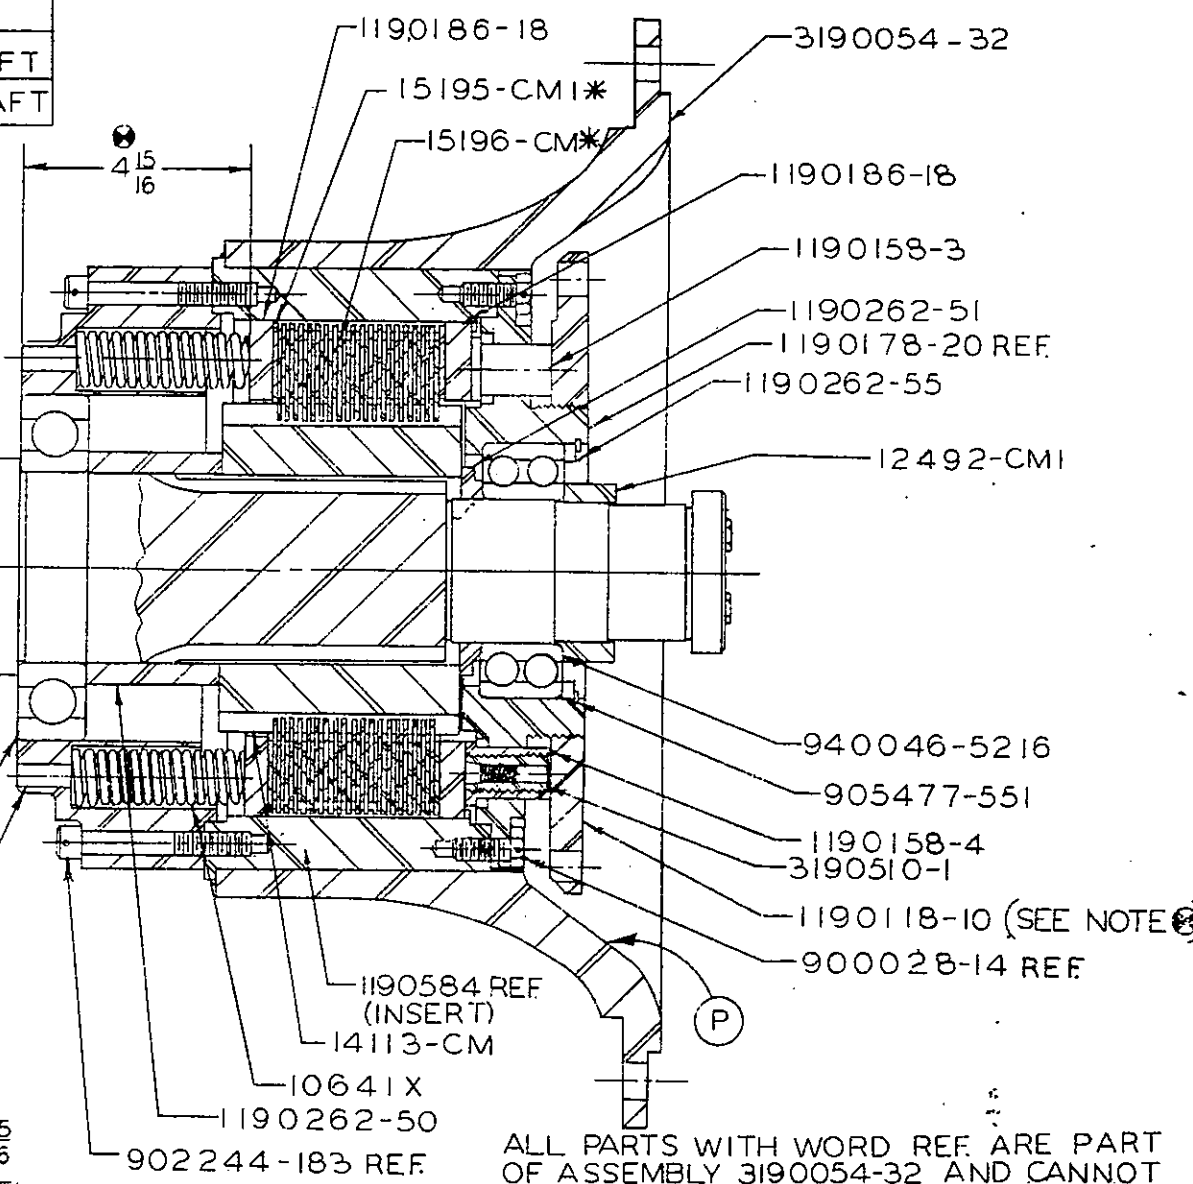 FT
AFT
4 15/16
1190186-18
15195-CM1*
15196-CM*
3190054-32
1190186-18
1190158-3
1190262-51
1190178-20 REF.
1190262-55
12492-CM1
940046-5216
905477-551
1190158-4
3190510-1
1190118-10 (SEE NOTE
900028-14 REF.
P
1190584 REF.
(INSERT)
14113-CM
10641X
1190262-50
902244-183 REF.
ALL PARTS WITH WORD REF. ARE PART
OF ASSEMBLY 3190054-32 AND CANNOT